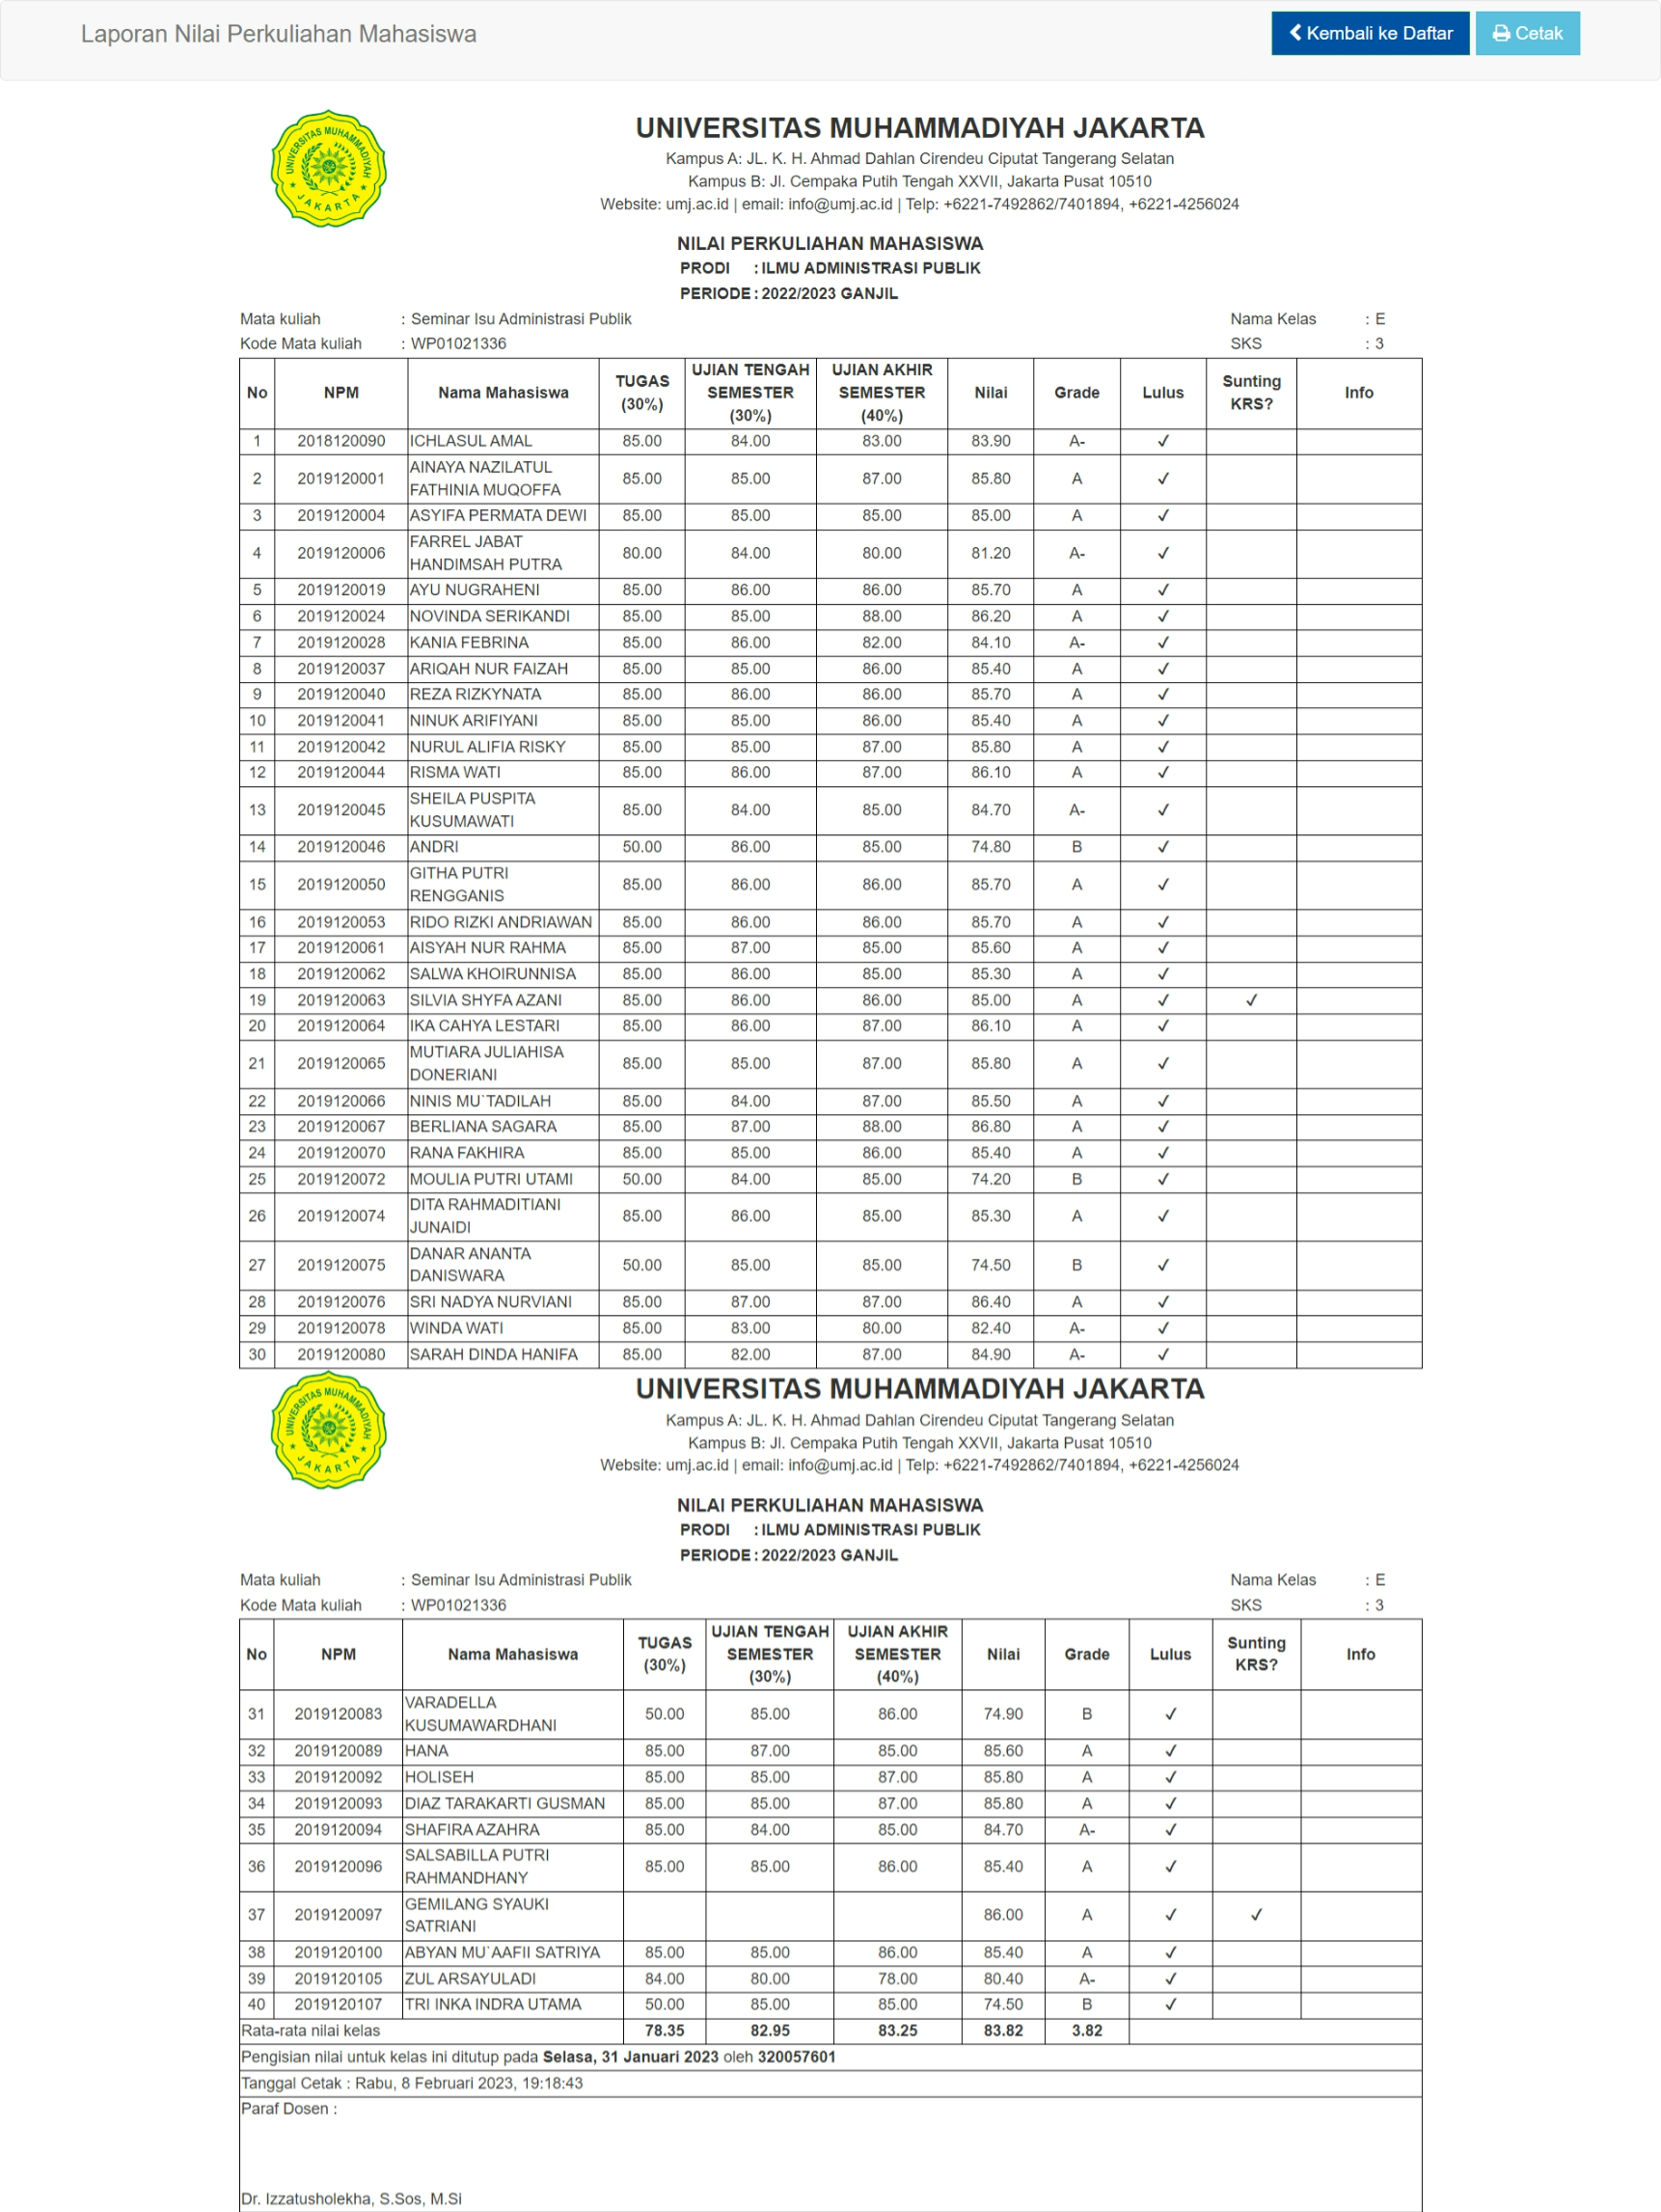 Laporan Nilai Perkuliahan Mahasiswa
Kembali ke Daftar
Cetak
UNIVERSITAS MUHAMMADIYAH
JAKARTA
UNIVERSITAS MUHAMMADIYAH JAKARTA
Kampus A: JL. K. H. Ahmad Dahlan Cirendeu Ciputat Tangerang Selatan
Kampus B: Jl. Cempaka Putih Tengah XXVII, Jakarta Pusat 10510
Website: umj.ac.id | email: info@umj.ac.id | Telp: +6221-7492862/7401894, +6221-4256024
NILAI PERKULIAHAN MAHASISWA
PRODI : ILMU ADMINISTRASI PUBLIK
PERIODE : 2022/2023 GANJIL
Mata kuliah : Seminar Isu Administrasi Publik Nama Kelas : E
Kode Mata kuliah : WP01021336 SKS : 3
No NPM Nama Mahasiswa TUGAS (30%) UJIAN TENGAH SEMESTER (30%) UJIAN AKHIR SEMESTER (40%) Nilai Grade Lulus Sunting KRS? Info
1 2018120090 ICHLASUL AMAL 85.00 84.00 83.00 83.90 A- ✓
2 2019120001 AINAYA NAZILATUL FATHINIA MUQOFFA 85.00 85.00 87.00 85.80 A ✓
3 2019120004 ASYIFA PERMATA DEWI 85.00 85.00 85.00 85.00 A ✓
4 2019120006 FARREL JABAT HANDIMSAH PUTRA 80.00 84.00 80.00 81.20 A- ✓
5 2019120019 AYU NUGRAHENI 85.00 86.00 86.00 85.70 A ✓
6 2019120024 NOVINDA SERIKANDI 85.00 85.00 88.00 86.20 A ✓
7 2019120028 KANIA FEBRINA 85.00 86.00 82.00 84.10 A- ✓
8 2019120037 ARIQAH NUR FAIZAH 85.00 85.00 86.00 85.40 A ✓
9 2019120040 REZA RIZKYNATA 85.00 86.00 86.00 85.70 A ✓
10 2019120041 NINUK ARIFIYANI 85.00 85.00 86.00 85.40 A ✓
11 2019120042 NURUL ALIFIA RISKY 85.00 85.00 87.00 85.80 A ✓
12 2019120044 RISMA WATI 85.00 86.00 87.00 86.10 A ✓
13 2019120045 SHEILA PUSPITA KUSUMAWATI 85.00 84.00 85.00 84.70 A- ✓
14 2019120046 ANDRI 50.00 86.00 85.00 74.80 B ✓
15 2019120050 GITHA PUTRI RENGGANIS 85.00 86.00 86.00 85.70 A ✓
16 2019120053 RIDO RIZKI ANDRIAWAN 85.00 86.00 86.00 85.70 A ✓
17 2019120061 AISYAH NUR RAHMA 85.00 87.00 85.00 85.60 A ✓
18 2019120062 SALWA KHOIRUNNISA 85.00 86.00 85.00 85.30 A ✓
19 2019120063 SILVIA SHYFA AZANI 85.00 86.00 86.00 85.00 A ✓ ✓
20 2019120064 IKA CAHYA LESTARI 85.00 86.00 87.00 86.10 A ✓
21 2019120065 MUTIARA JULIAHISA DONERIANI 85.00 85.00 87.00 85.80 A ✓
22 2019120066 NINIS MU`TADILAH 85.00 84.00 87.00 85.50 A ✓
23 2019120067 BERLIANA SAGARA 85.00 87.00 88.00 86.80 A ✓
24 2019120070 RANA FAKHIRA 85.00 85.00 86.00 85.40 A ✓
25 2019120072 MOULIA PUTRI UTAMI 50.00 84.00 85.00 74.20 B ✓
26 2019120074 DITA RAHMADITIANI JUNAIDI 85.00 86.00 85.00 85.30 A ✓
27 2019120075 DANAR ANANTA DANISWARA 50.00 85.00 85.00 74.50 B ✓
28 2019120076 SRI NADYA NURVIANI 85.00 87.00 87.00 86.40 A ✓
29 2019120078 WINDA WATI 85.00 83.00 80.00 82.40 A- ✓
30 2019120080 SARAH DINDA HANIFA 85.00 82.00 87.00 84.90 A- ✓
UNIVERSITAS MUHAMMADIYAH
JAKARTA
UNIVERSITAS MUHAMMADIYAH JAKARTA
Kampus A: JL. K. H. Ahmad Dahlan Cirendeu Ciputat Tangerang Selatan
Kampus B: Jl. Cempaka Putih Tengah XXVII, Jakarta Pusat 10510
Website: umj.ac.id | email: info@umj.ac.id | Telp: +6221-7492862/7401894, +6221-4256024
NILAI PERKULIAHAN MAHASISWA
PRODI : ILMU ADMINISTRASI PUBLIK
PERIODE : 2022/2023 GANJIL
Mata kuliah : Seminar Isu Administrasi Publik Nama Kelas : E
Kode Mata kuliah : WP01021336 SKS : 3
No NPM Nama Mahasiswa TUGAS (30%) UJIAN TENGAH SEMESTER (30%) UJIAN AKHIR SEMESTER (40%) Nilai Grade Lulus Sunting KRS? Info
31 2019120083 VARADELLA KUSUMAWARDHANI 50.00 85.00 86.00 74.90 B ✓
32 2019120089 HANA 85.00 87.00 85.00 85.60 A ✓
33 2019120092 HOLISEH 85.00 85.00 87.00 85.80 A ✓
34 2019120093 DIAZ TARAKARTI GUSMAN 85.00 85.00 87.00 85.80 A ✓
35 2019120094 SHAFIRA AZAHRA 85.00 84.00 85.00 84.70 A- ✓
36 2019120096 SALSABILLA PUTRI RAHMANDHANY 85.00 85.00 86.00 85.40 A ✓
37 2019120097 GEMILANG SYAUKI SATRIANI 86.00 A ✓ ✓
38 2019120100 ABYAN MU`AAFII SATRIYA 85.00 85.00 86.00 85.40 A ✓
39 2019120105 ZUL ARSAYULADI 84.00 80.00 78.00 80.40 A- ✓
40 2019120107 TRI INKA INDRA UTAMA 50.00 85.00 85.00 74.50 B ✓
Rata-rata nilai kelas 78.35 82.95 83.25 83.82 3.82
Pengisian nilai untuk kelas ini ditutup pada Selasa, 31 Januari 2023 oleh 320057601
Tanggal Cetak : Rabu, 8 Februari 2023, 19:18:43
Paraf Dosen :
Dr. Izzatusholekha, S.Sos, M.Si